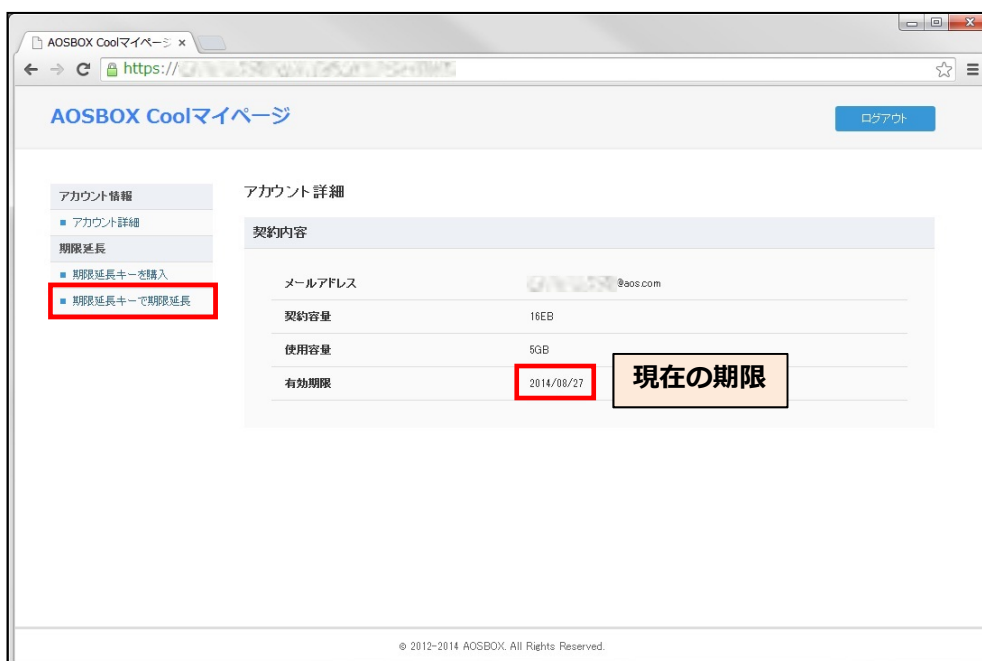 AOSBOX Coolマイページ ×
https://
AOSBOX Coolマイページ
ログアウト
アカウント情報
アカウント詳細
期限延長
期限延長キーを購入
期限延長キーで期限延長
アカウント詳細
契約内容
メールアドレス @aos.com
契約容量 16EB
使用容量 5GB
有効期限 2014/08/27
現在の期限
© 2012-2014 AOSBOX. All Rights Reserved.